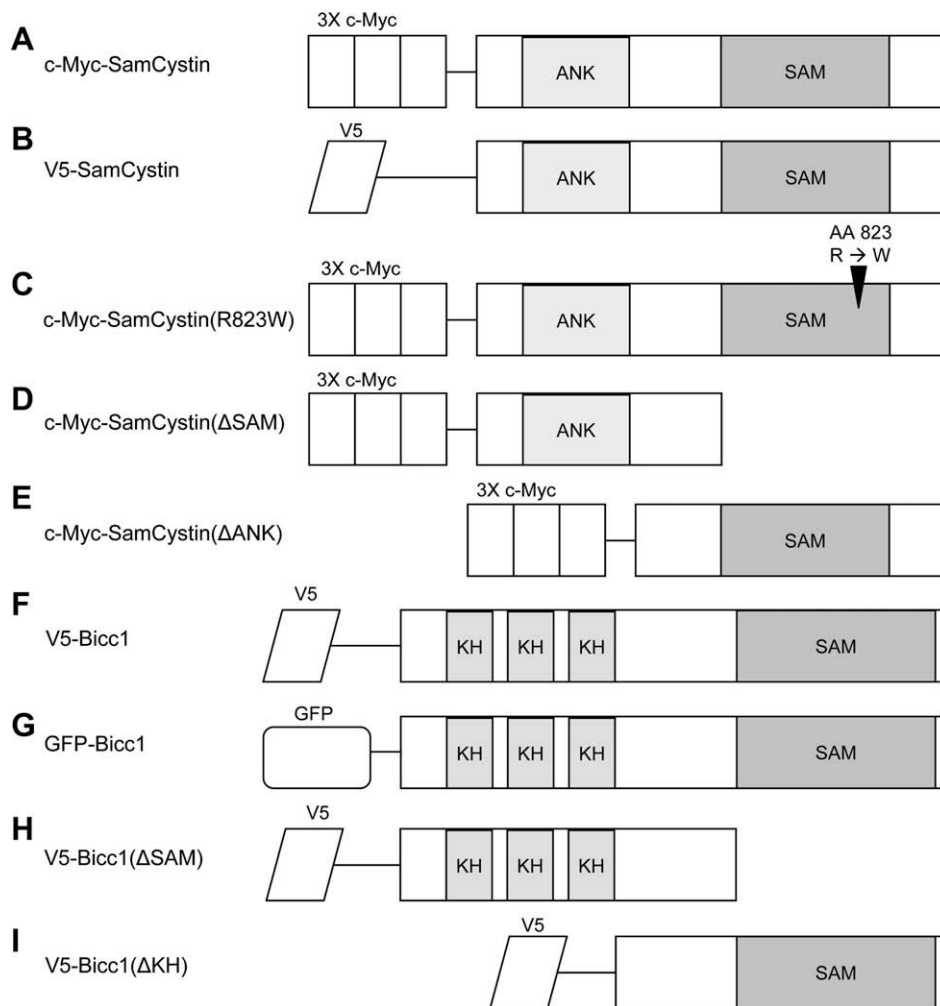 A
c-Myc-SamCystin
3X c-Myc
ANK
SAM
B
V5-SamCystin
V5
ANK
SAM
AA 823
R → W
C
c-Myc-SamCystin(R823W)
3X c-Myc
ANK
SAM
D
c-Myc-SamCystin(ΔSAM)
3X c-Myc
ANK
E
c-Myc-SamCystin(ΔANK)
3X c-Myc
SAM
F
V5-Bicc1
V5
KH KH KH
SAM
G
GFP-Bicc1
GFP
KH KH KH
SAM
H
V5-Bicc1(ΔSAM)
V5
KH KH KH
I
V5-Bicc1(ΔKH)
V5
SAM